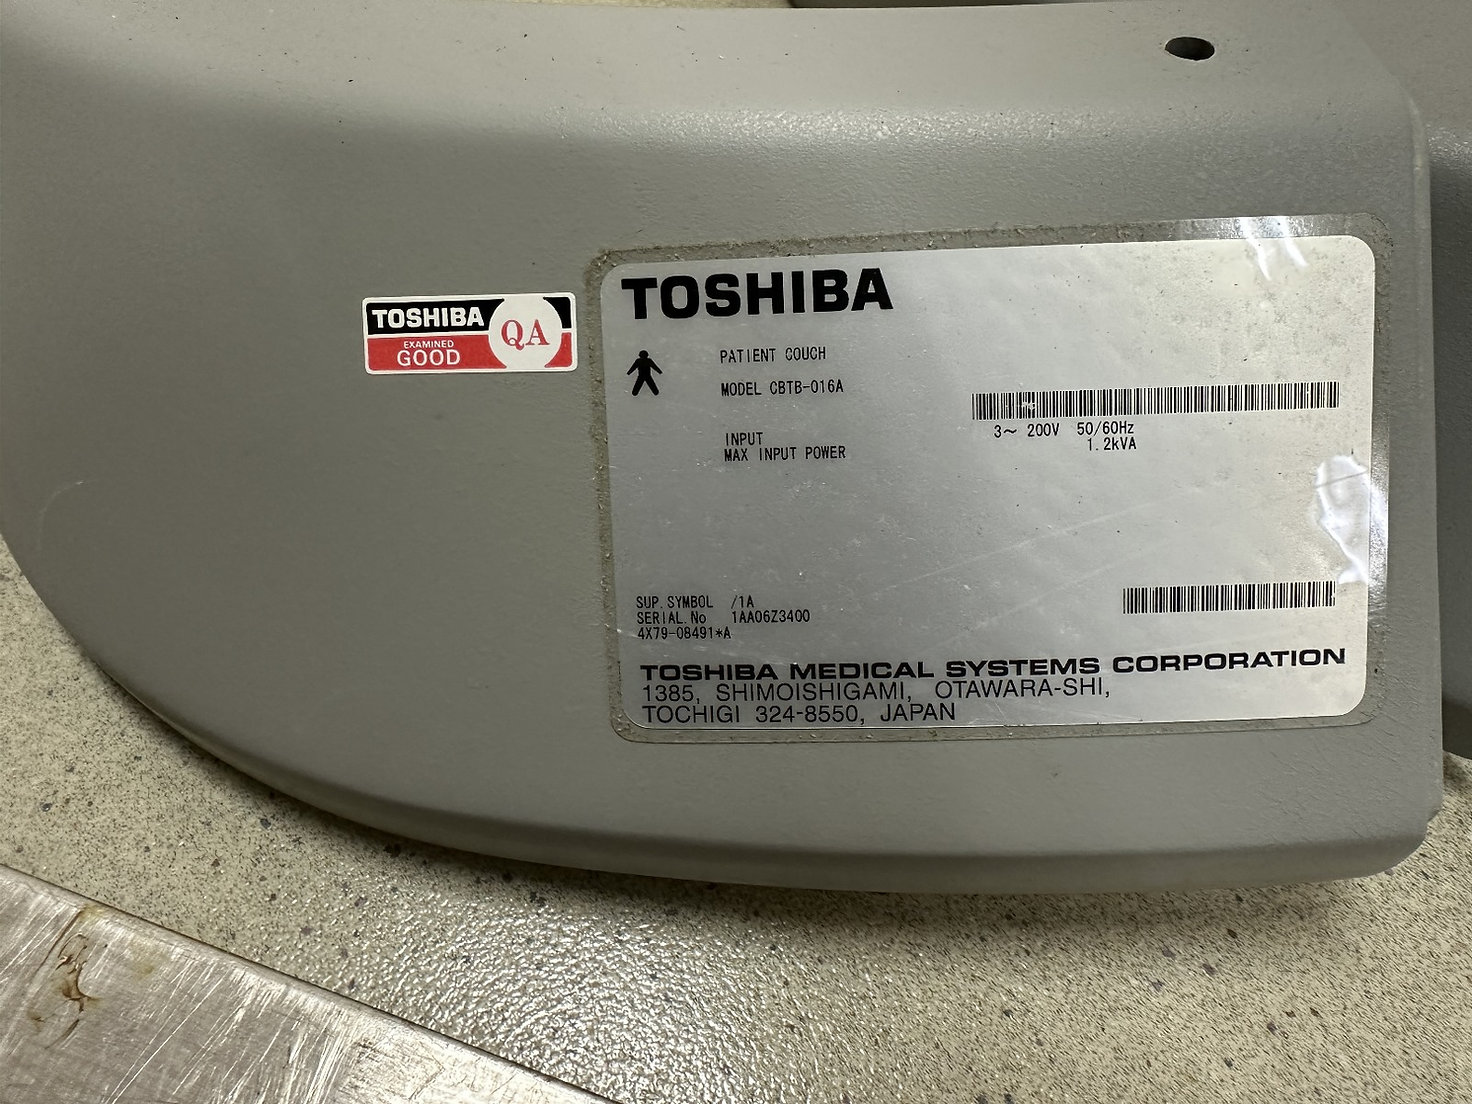 TOSHIBA
EXAMINED
GOOD
QA
TOSHIBA
PATIENT COUCH
MODEL CBTB-016A
INPUT 3～ 200V 50/60Hz
MAX INPUT POWER 1.2kVA
SUP.SYMBOL /1A
SERIAL.No 1AA06Z3400
4X79-08491*A
TOSHIBA MEDICAL SYSTEMS CORPORATION
1385, SHIMOISHIGAMI, OTAWARA-SHI,
TOCHIGI 324-8550, JAPAN